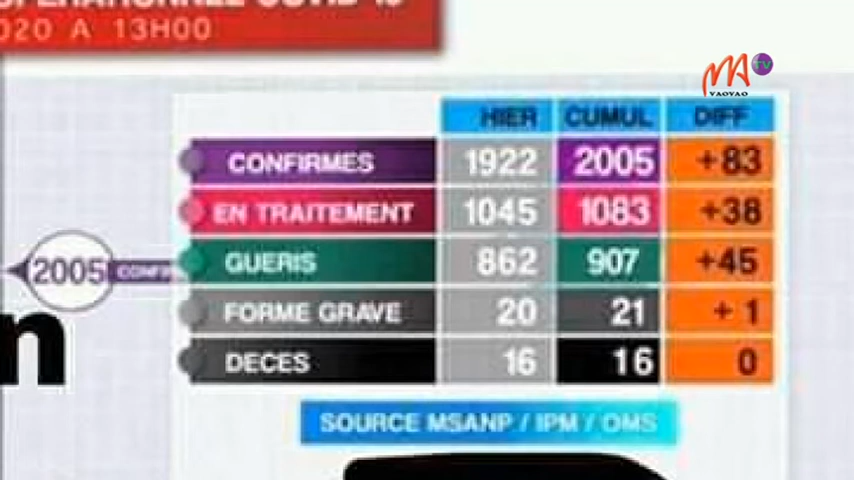 2020 A 13H00
MA TV
YAOYAO
HIER CUMUL DIFF
CONFIRMES 1922 2005 +83
EN TRAITEMENT 1045 1083 +38
2005 CONFIR
GUERIS 862 907 +45
FORME GRAVE 20 21 + 1
n
DECES 16 16 0
SOURCE MSANP / IPM / OMS